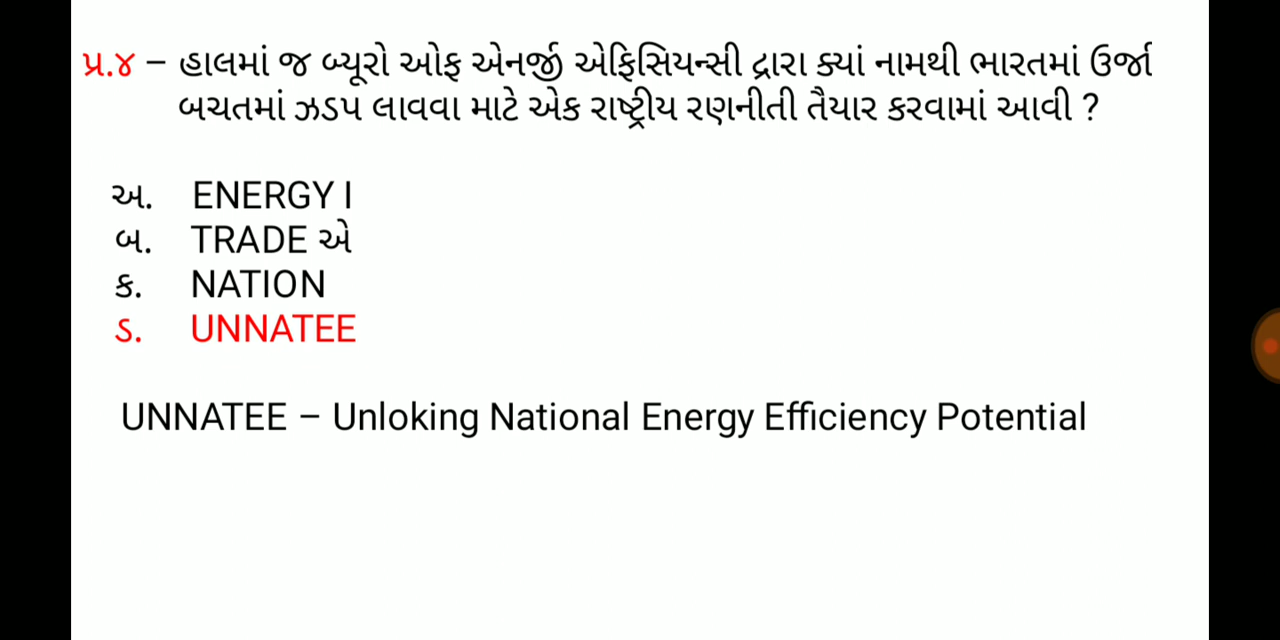 પ્ર.૪ – હાલમાં જ બ્યૂરો ઓફ એનર્જી એફિસિયન્સી દ્વારા ક્યાં નામથી ભારતમાં ઉર્જા
બચતમાં ઝડપ લાવવા માટે એક રાષ્ટ્રીય રણનીતી તૈયાર કરવામાં આવી ?
અ. ENERGY I
બ. TRADE એ
ક. NATION
ડ. UNNATEE
UNNATEE – Unloking National Energy Efficiency Potential